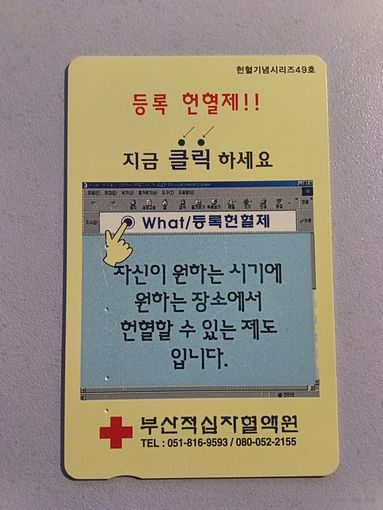 헌혈기념시리즈49호
등록 헌혈제!!
지금 클릭 하세요
What/등록헌혈제
자신이 원하는 시기에
원하는 장소에서
헌혈할 수 있는 제도
입니다.
부산적십자혈액원
TEL : 051-816-9593 / 080-052-2155